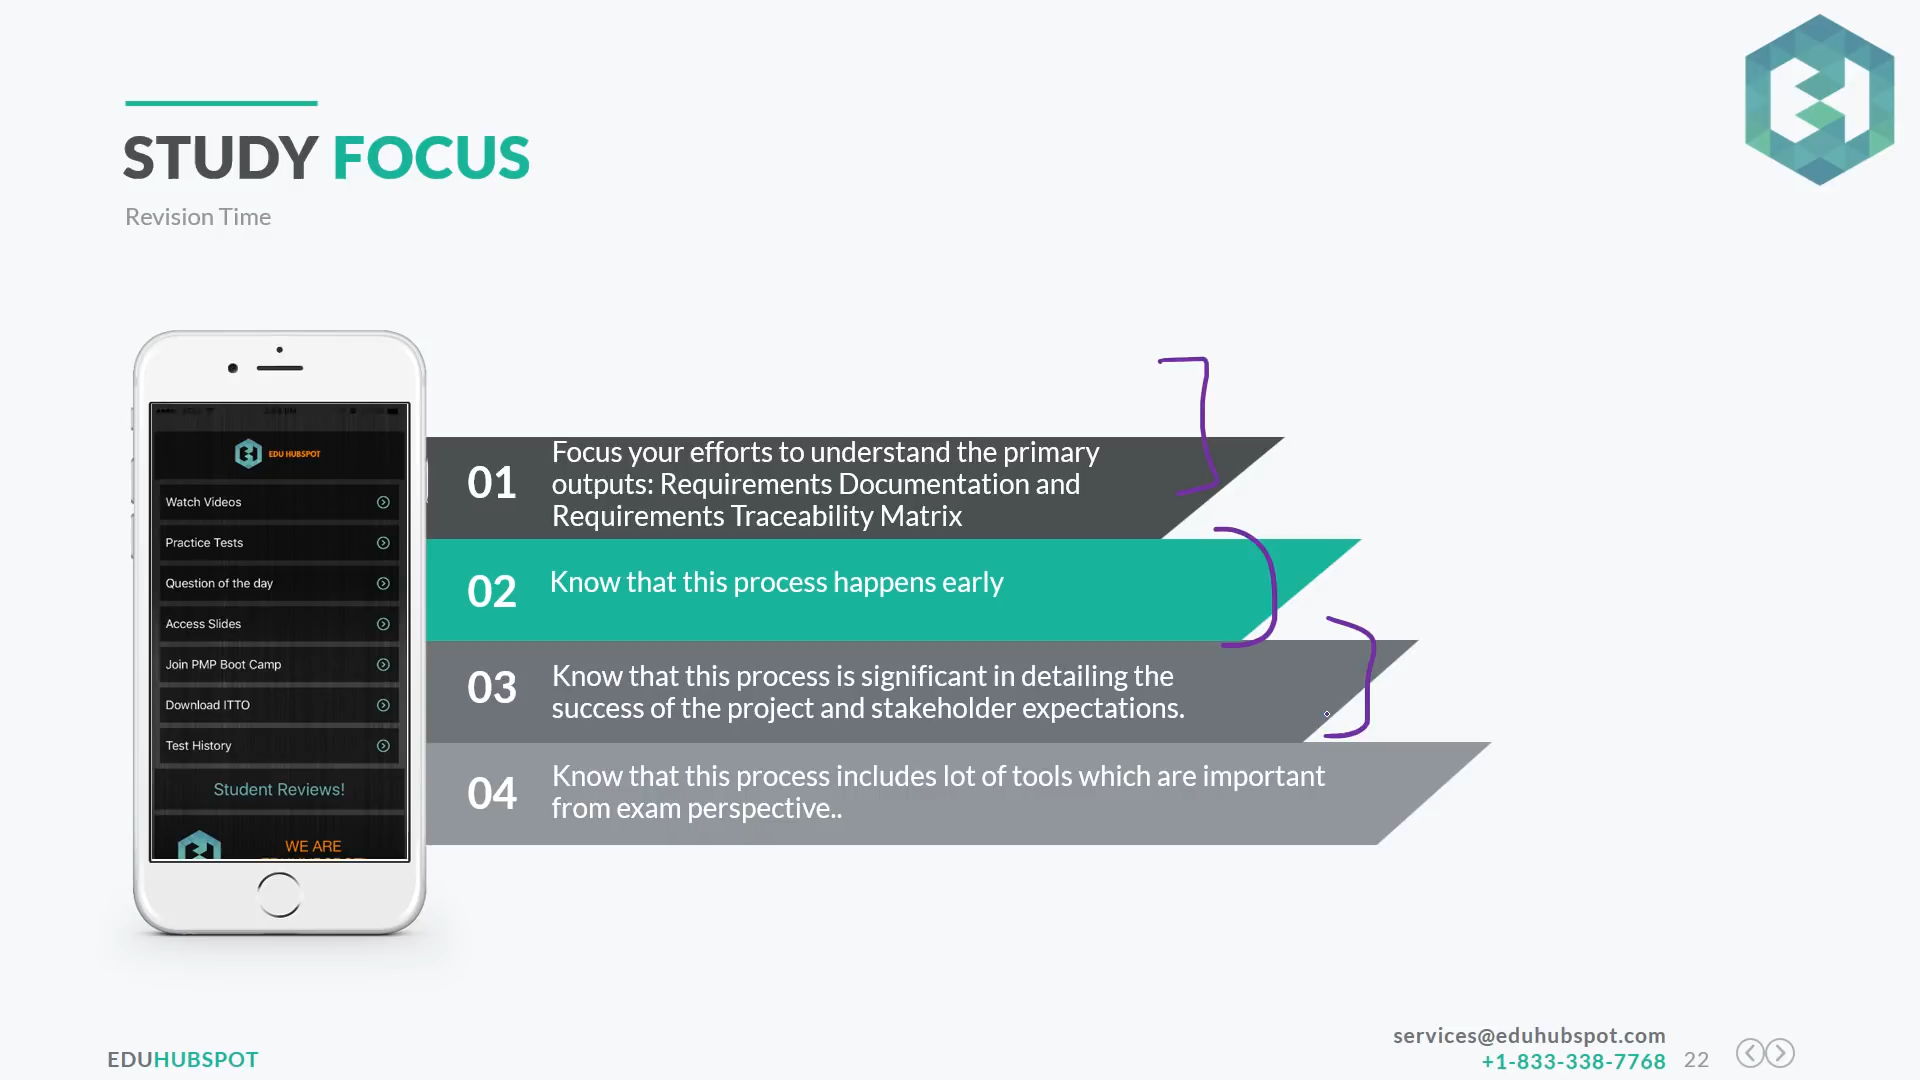 STUDY FOCUS
Revision Time
EDU HUBSPOT
Watch Videos
Practice Tests
Question of the day
Access Slides
Join PMP Boot Camp
Download ITTO
Test History
Student Reviews!
WE ARE
01
Focus your efforts to understand the primary
outputs: Requirements Documentation and
Requirements Traceability Matrix
02
Know that this process happens early
03
Know that this process is significant in detailing the
success of the project and stakeholder expectations.
04
Know that this process includes lot of tools which are important
from exam perspective..
EDUHUBSPOT
services@eduhubspot.com
+1-833-338-7768
22